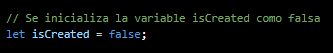 // Se inicializa la variable isCreated como falsa
let isCreated = false;